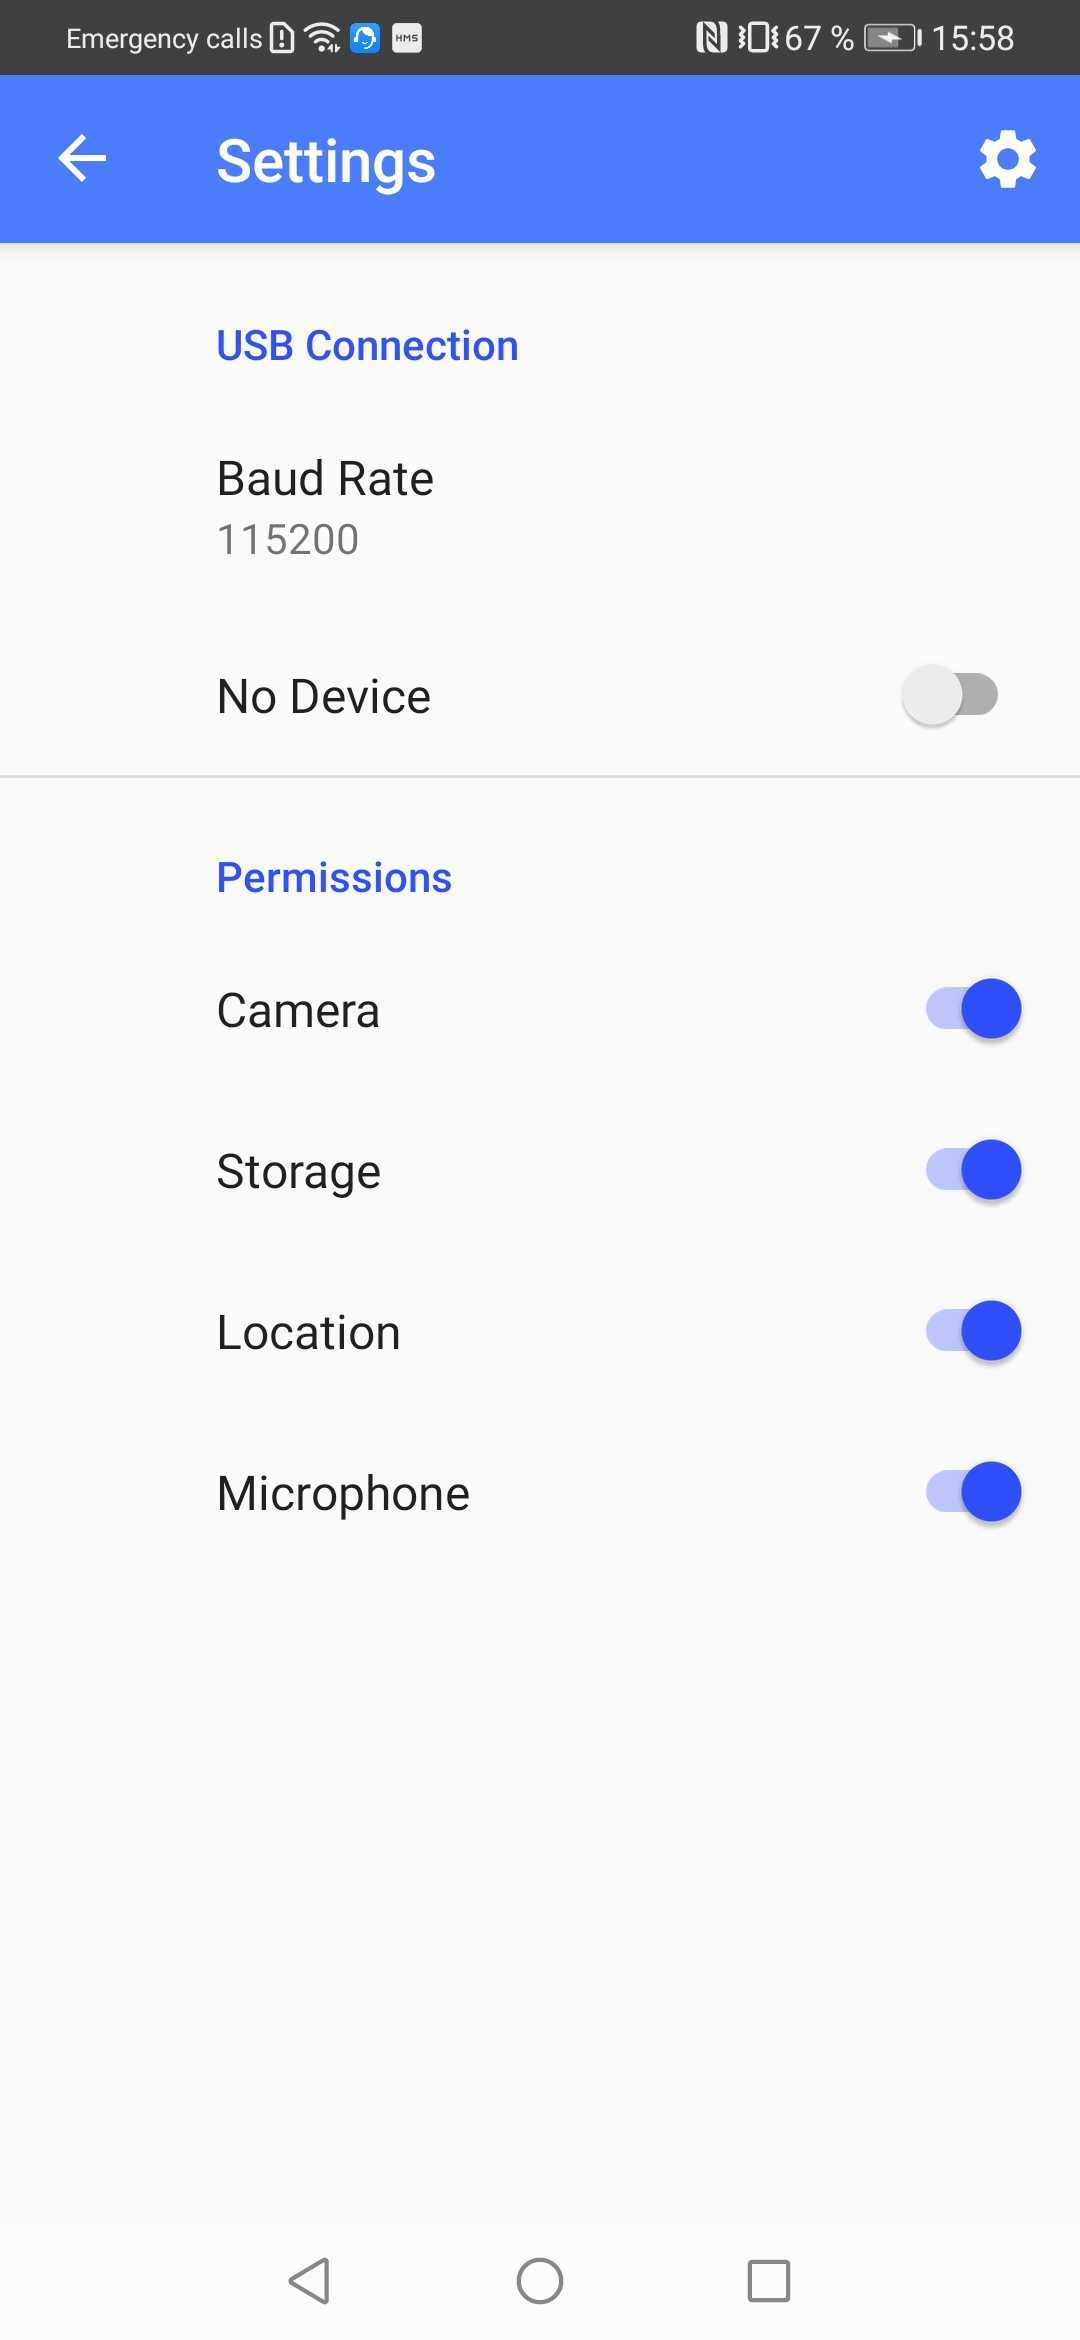 Emergency calls HMS 67 % 15:58
Settings
USB Connection
Baud Rate
115200
No Device
Permissions
Camera
Storage
Location
Microphone